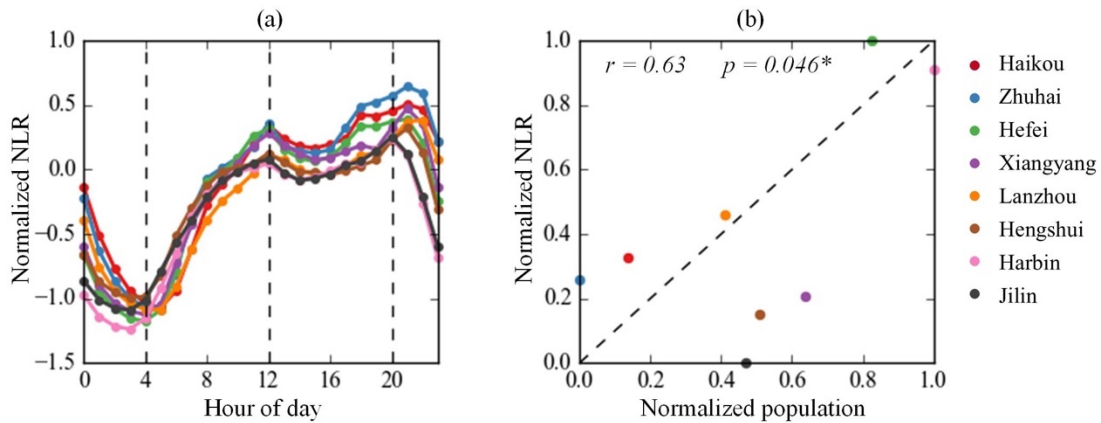 (a)
1.0
0.5
0.0
−0.5
−1.0
−1.5
Normalized NLR
0 4 8 12 16 20
Hour of day
(b)
r = 0.63 p = 0.046*
1.0
0.8
0.6
0.4
0.2
0.0
Normalized NLR
0.0 0.2 0.4 0.6 0.8 1.0
Normalized population
Haikou
Zhuhai
Hefei
Xiangyang
Lanzhou
Hengshui
Harbin
Jilin